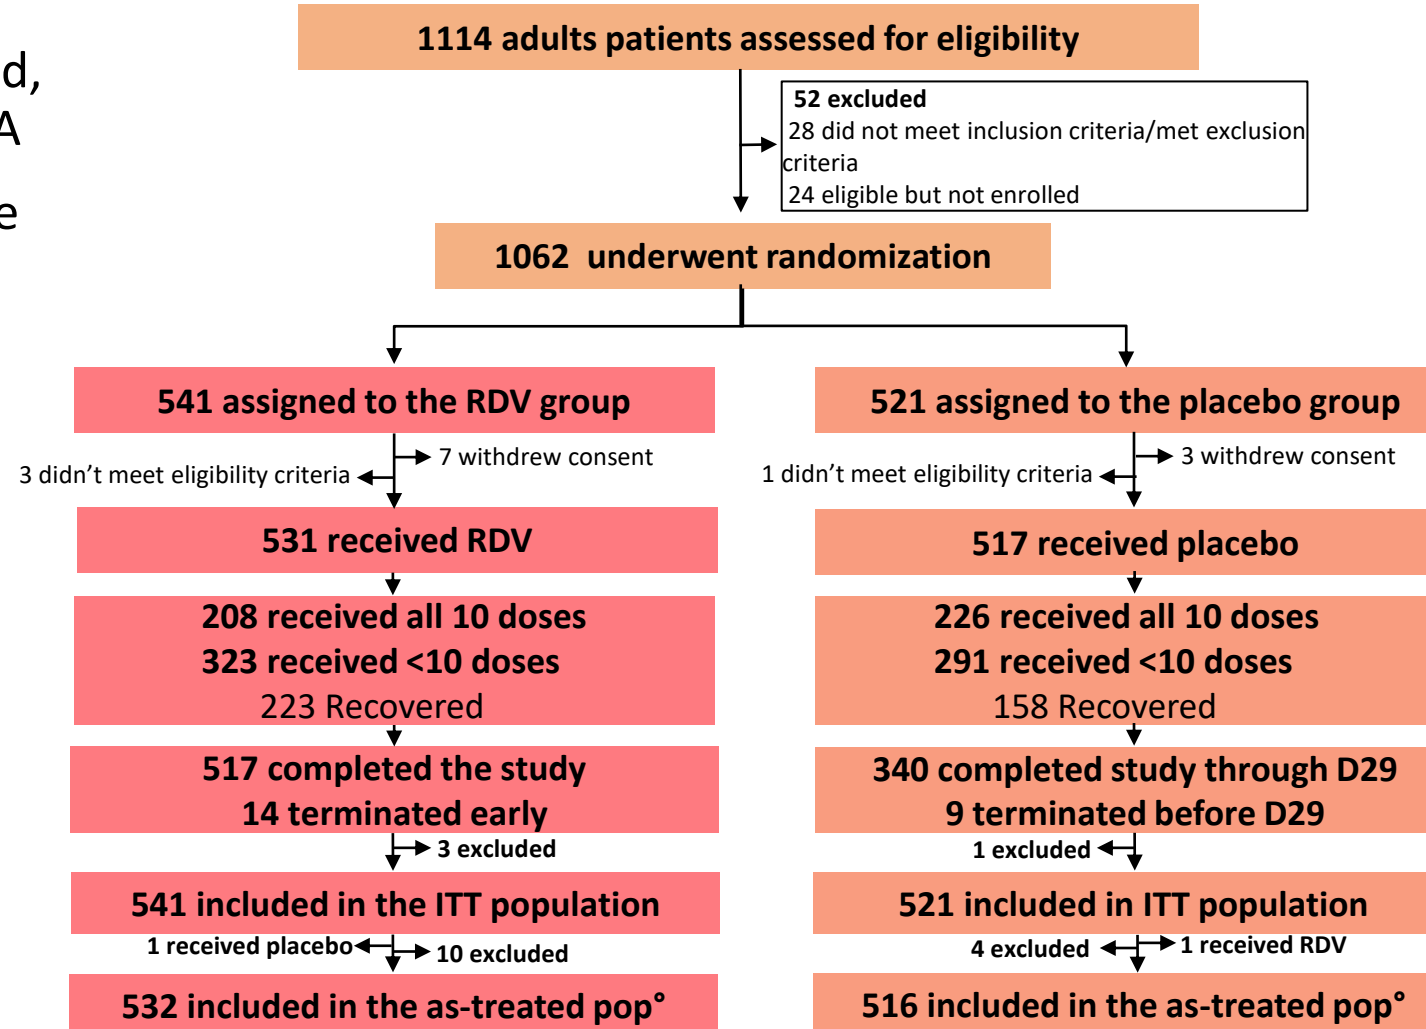 d,
A
e
1114 adults patients assessed for eligibility
52 excluded
28 did not meet inclusion criteria/met exclusion
criteria
24 eligible but not enrolled
1062 underwent randomization
541 assigned to the RDV group
7 withdrew consent
3 didn’t meet eligibility criteria
531 received RDV
208 received all 10 doses
323 received <10 doses
223 Recovered
517 completed the study
14 terminated early
3 excluded
541 included in the ITT population
1 received placebo
10 excluded
532 included in the as-treated pop°
521 assigned to the placebo group
3 withdrew consent
1 didn’t meet eligibility criteria
517 received placebo
226 received all 10 doses
291 received <10 doses
158 Recovered
340 completed study through D29
9 terminated before D29
1 excluded
521 included in ITT population
4 excluded
1 received RDV
516 included in the as-treated pop°